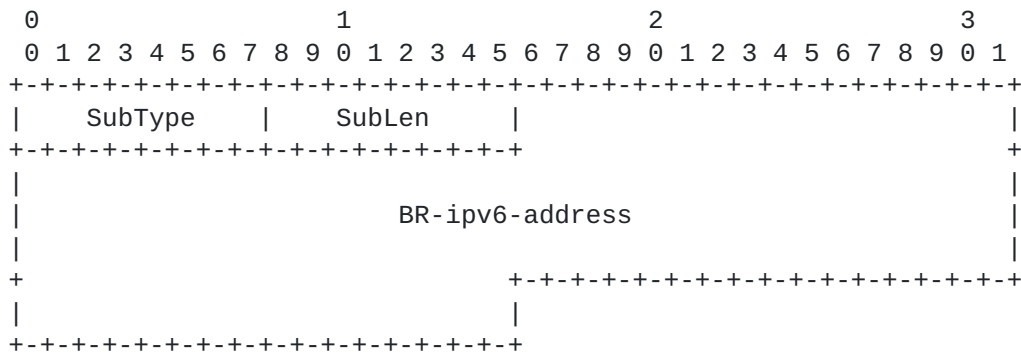 0                   1                   2                   3
 0 1 2 3 4 5 6 7 8 9 0 1 2 3 4 5 6 7 8 9 0 1 2 3 4 5 6 7 8 9 0 1
+-+-+-+-+-+-+-+-+-+-+-+-+-+-+-+-+-+-+-+-+-+-+-+-+-+-+-+-+-+-+-+-+
|    SubType    |    SubLen     |                               |
+-+-+-+-+-+-+-+-+-+-+-+-+-+-+-+-+                               +
|                                                               |
|                        BR-ipv6-address                        |
|                                                               |
+                               +-+-+-+-+-+-+-+-+-+-+-+-+-+-+-+-+
|                               |
+-+-+-+-+-+-+-+-+-+-+-+-+-+-+-+-+